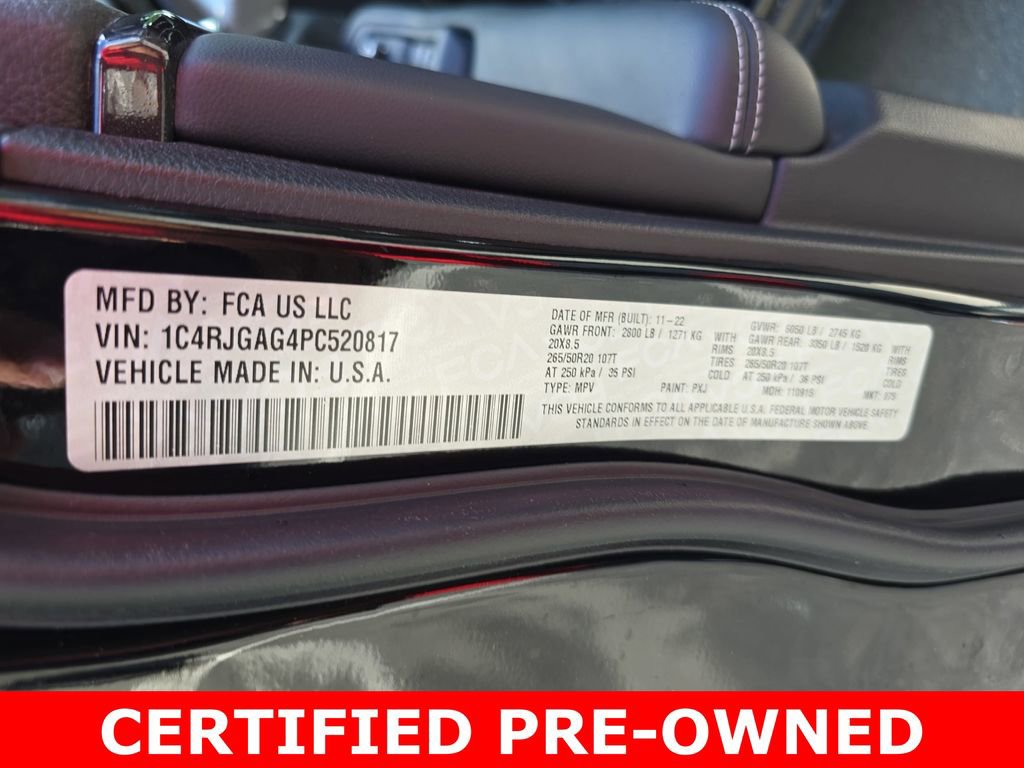 MFD BY: FCA US LLC
VIN: 1C4RJGAG4PC520817
VEHICLE MADE IN: U.S.A.
DATE OF MFR (BUILT): 11-22 GVWR: 6050 LB / 2745 KG
GAWR FRONT: 2800 LB / 1271 KG WITH GAWR REAR: 3350 LB / 1520 KG WITH
20X8.5 RIMS 20X8.5 RIMS
265/50R20 107T TIRES 265/50R20 107T TIRES
AT 250 kPa / 36 PSI COLD AT 250 kPa / 36 PSI COLD
TYPE: MPV PAINT: PXJ MDH: 110915 MKT:
THIS VEHICLE CONFORMS TO ALL APPLICABLE U.S.A. FEDERAL MOTOR VEHICLE SAFETY
STANDARDS IN EFFECT ON THE DATE OF MANUFACTURE SHOWN ABOVE.
CERTIFIED PRE-OWNED